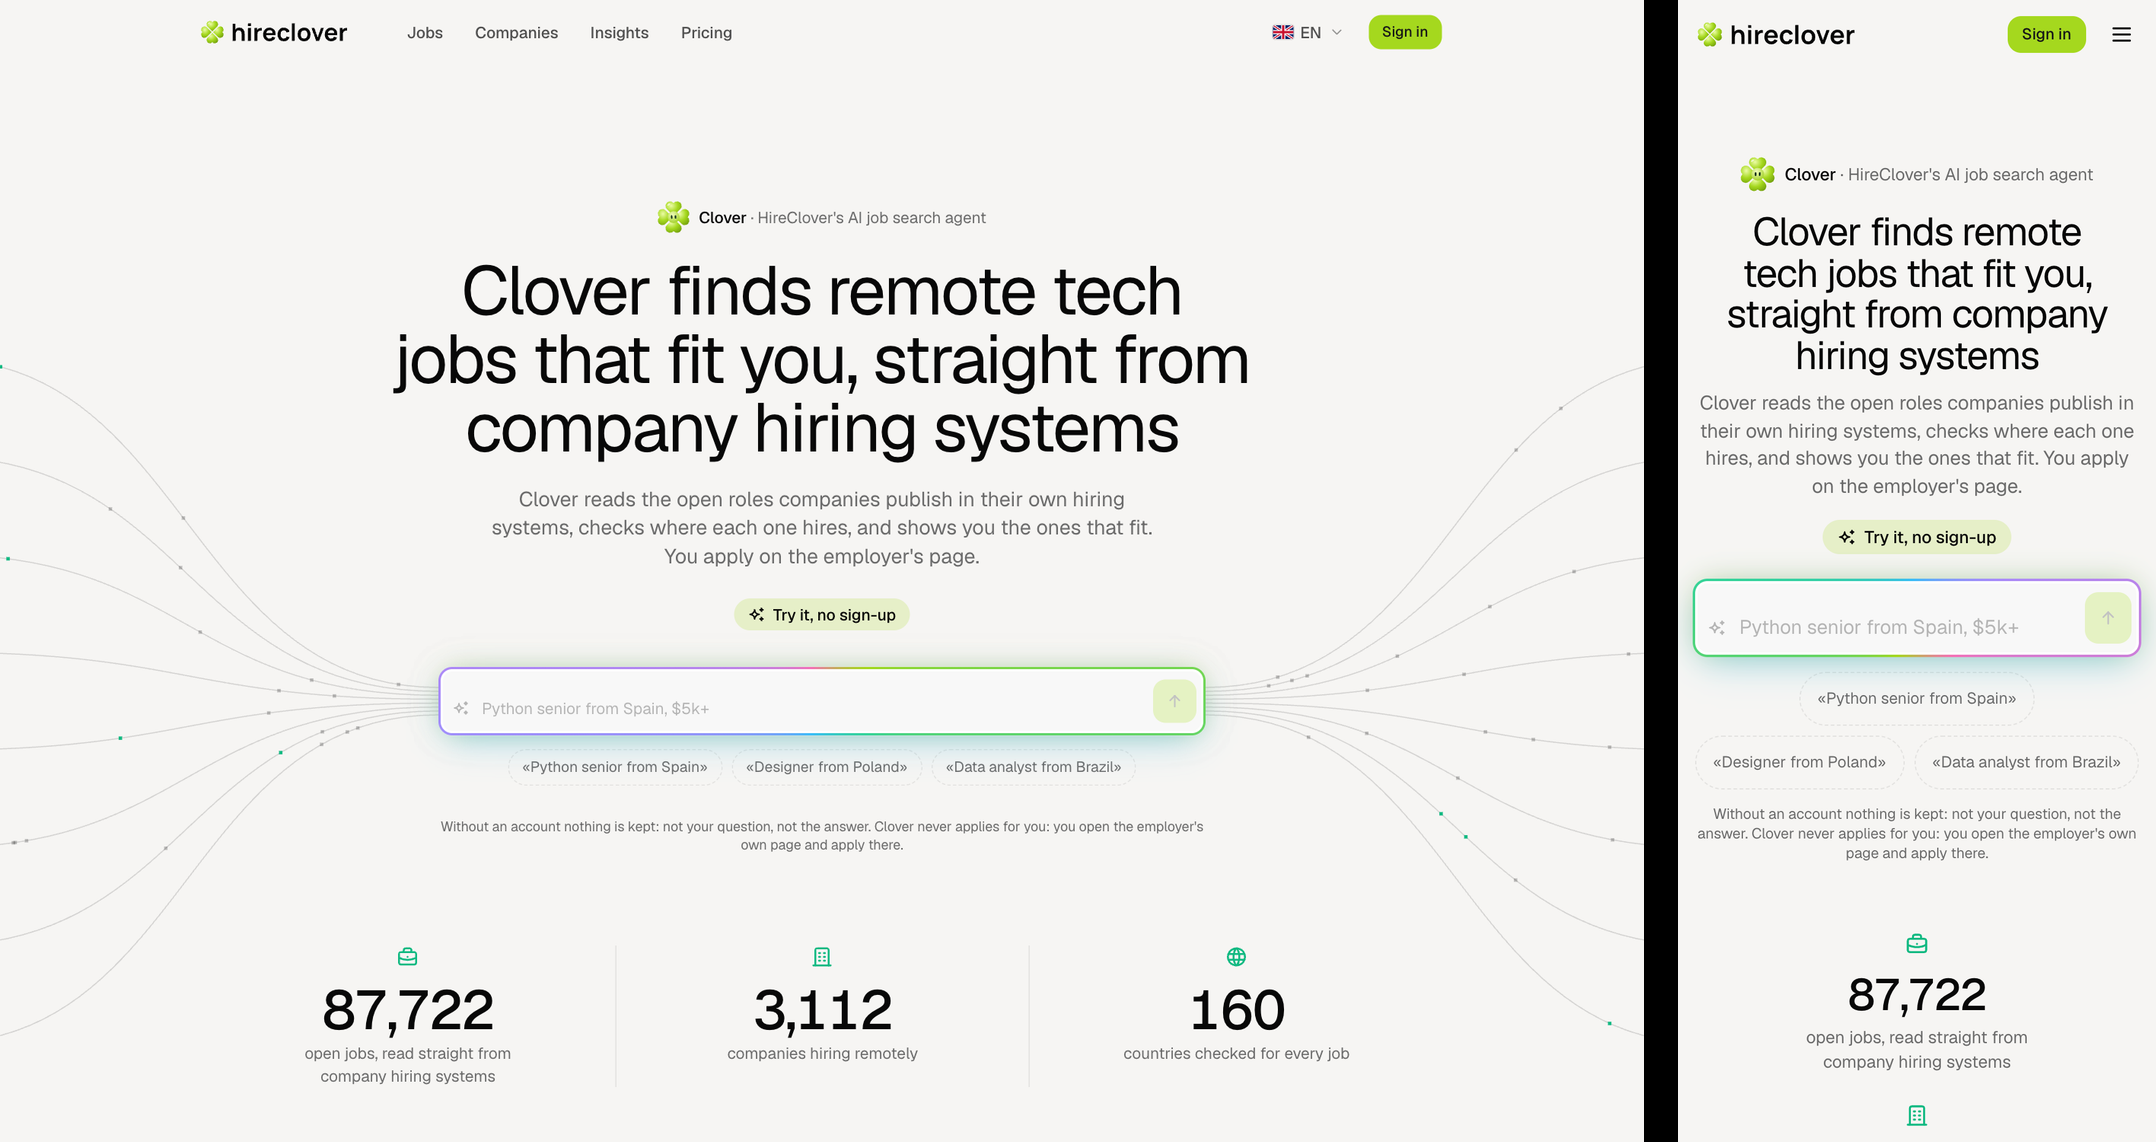 hireclover
Jobs
Companies
Insights
Pricing
EN
Sign in
Clover · HireClover's AI job search agent
Clover finds remote tech
jobs that fit you, straight from
company hiring systems
Clover reads the open roles companies publish in their own hiring
systems, checks where each one hires, and shows you the ones that fit.
You apply on the employer's page.
Try it, no sign-up
Python senior from Spain, $5k+
«Python senior from Spain»
«Designer from Poland»
«Data analyst from Brazil»
Without an account nothing is kept: not your question, not the answer. Clover never applies for you: you open the employer's
own page and apply there.
87,722
open jobs, read straight from
company hiring systems
3,112
companies hiring remotely
160
countries checked for every job
hireclover
Sign in
Clover · HireClover's AI job search agent
Clover finds remote
tech jobs that fit you,
straight from company
hiring systems
Clover reads the open roles companies publish in
their own hiring systems, checks where each one
hires, and shows you the ones that fit. You apply
on the employer's page.
Try it, no sign-up
Python senior from Spain, $5k+
«Python senior from Spain»
«Designer from Poland»
«Data analyst from Brazil»
Without an account nothing is kept: not your question, not the
answer. Clover never applies for you: you open the employer's own
page and apply there.
87,722
open jobs, read straight from
company hiring systems